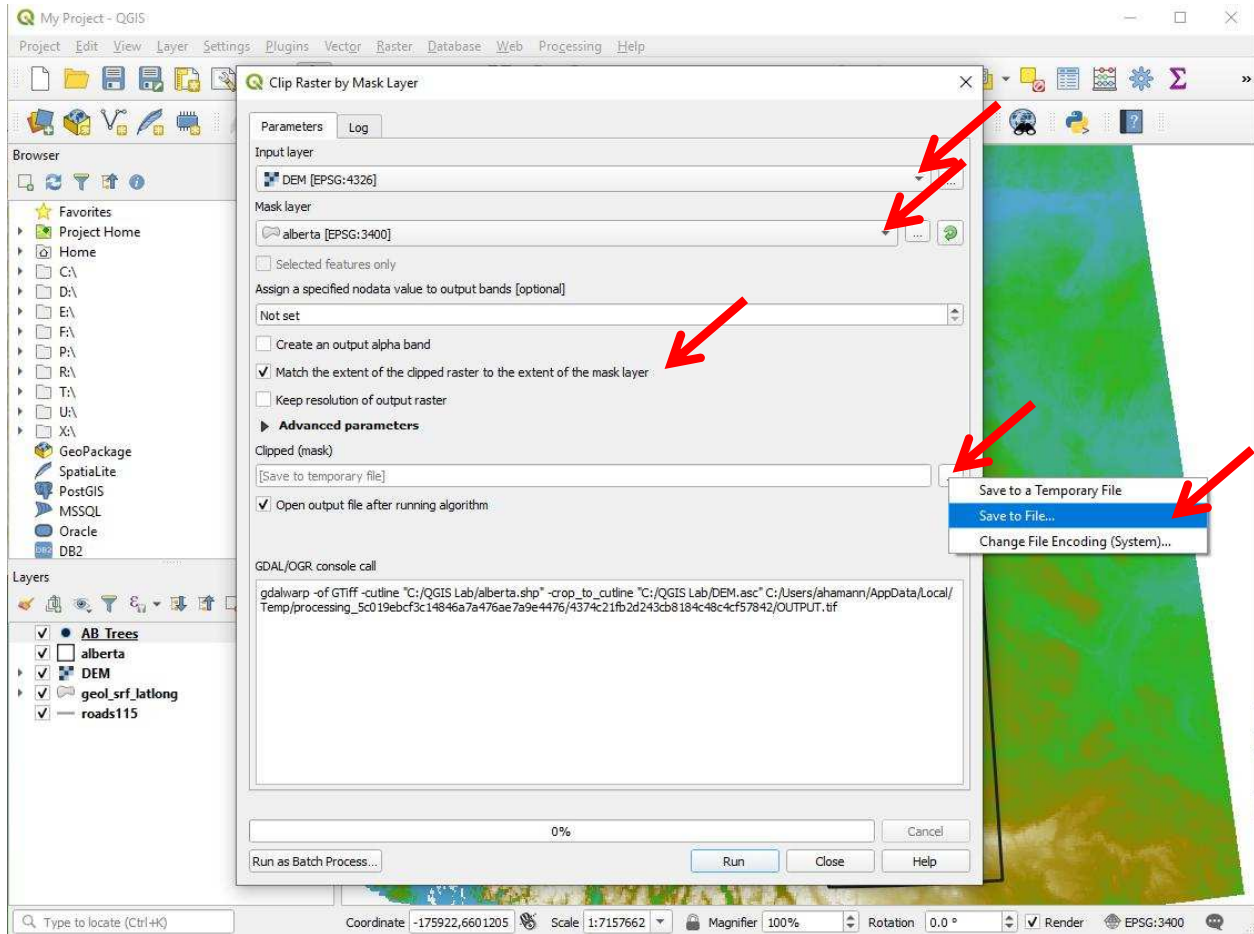 My Project - QGIS
Project Edit View Layer Settings Plugins Vector Raster Database Web Processing Help
»
Clip Raster by Mask Layer
Parameters Log
Input layer
DEM [EPSG:4326]
Mask layer
alberta [EPSG:3400]
...
Selected features only
Assign a specified nodata value to output bands [optional]
Not set
Create an output alpha band
Match the extent of the clipped raster to the extent of the mask layer
Keep resolution of output raster
Advanced parameters
Clipped (mask)
[Save to temporary file]
Open output file after running algorithm
Save to a Temporary File
Save to File...
Change File Encoding (System)...
GDAL/OGR console call
gdalwarp -of GTiff -cutline "C:/QGIS Lab/alberta.shp" -crop_to_cutline "C:/QGIS Lab/DEM.asc" C:/Users/ahamann/AppData/Local/
Temp/processing_5c019ebcf3c14846a7a476ae7a9e4476/4374c21fb2d243cb8184c48c4cf57842/OUTPUT.tif
0%
Cancel
Run as Batch Process...
Run
Close
Help
Browser
Favorites
Project Home
Home
C:\
D:\
E:\
F:\
P:\
R:\
T:\
U:\
X:\
GeoPackage
SpatiaLite
PostGIS
MSSQL
Oracle
DB2
Layers
AB Trees
alberta
DEM
geol_srf_latlong
roads115
Type to locate (Ctrl+K)
Coordinate -175922,6601205 Scale 1:7157662 Magnifier 100% Rotation 0.0 ° Render EPSG:3400